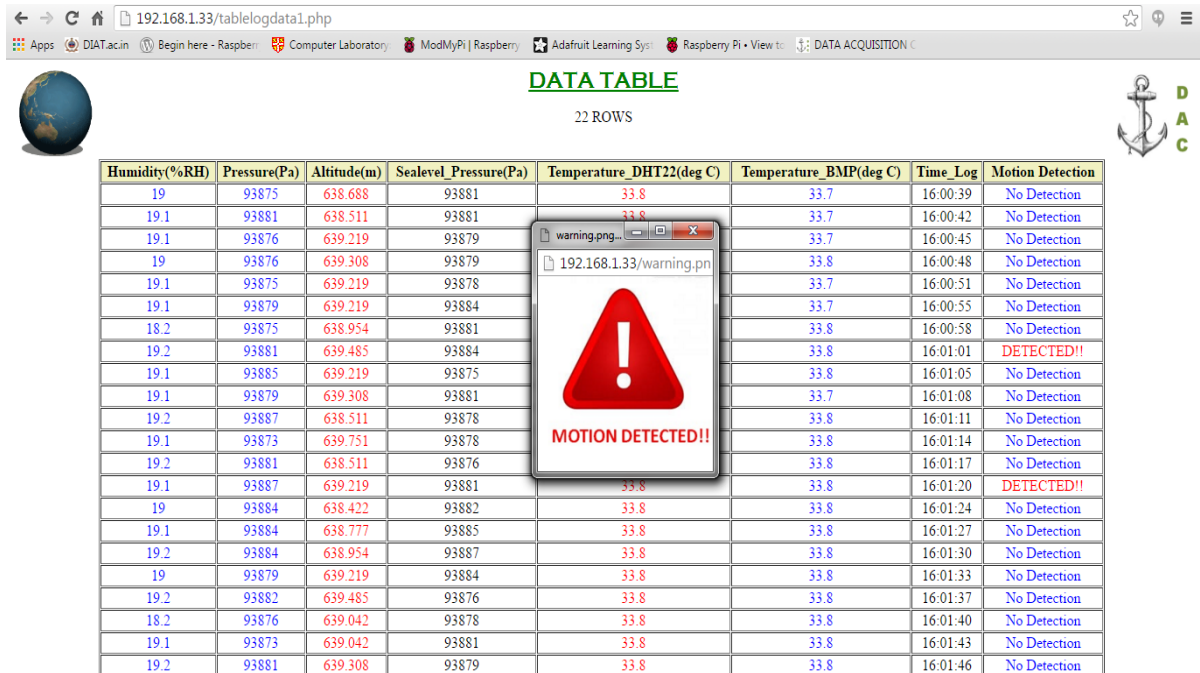 192.168.1.33/tablelogdata1.php
Apps DIAT.ac.in Begin here - Raspberr Computer Laboratory ModMyPi | Raspberry Adafruit Learning Syst Raspberry Pi • View to DATA ACQUISITION C
DATA TABLE
22 ROWS
D
A
C
Humidity(%RH) Pressure(Pa) Altitude(m) Sealevel_Pressure(Pa) Temperature_DHT22(deg C) Temperature_BMP(deg C) Time_Log Motion Detection
19 93875 638.688 93881 33.8 33.7 16:00:39 No Detection
19.1 93881 638.511 93881 33.8 33.7 16:00:42 No Detection
19.1 93876 639.219 93879 33.7 16:00:45 No Detection
19 93876 639.308 93879 33.8 16:00:48 No Detection
19.1 93875 639.219 93878 33.7 16:00:51 No Detection
19.1 93879 639.219 93884 33.7 16:00:55 No Detection
18.2 93875 638.954 93881 33.8 16:00:58 No Detection
19.2 93881 639.485 93884 33.8 16:01:01 DETECTED!!
19.1 93885 639.219 93875 33.8 16:01:05 No Detection
19.1 93879 639.308 93881 33.7 16:01:08 No Detection
19.2 93887 638.511 93878 33.8 16:01:11 No Detection
19.1 93873 639.751 93878 33.8 16:01:14 No Detection
19.2 93881 638.511 93876 33.8 16:01:17 No Detection
19.1 93887 639.219 93881 33.8 33.8 16:01:20 DETECTED!!
19 93884 638.422 93882 33.8 33.8 16:01:24 No Detection
19.1 93884 638.777 93885 33.8 33.8 16:01:27 No Detection
19.2 93884 638.954 93887 33.8 33.8 16:01:30 No Detection
19 93879 639.219 93884 33.8 33.8 16:01:33 No Detection
19.2 93882 639.485 93876 33.8 33.8 16:01:37 No Detection
18.2 93876 639.042 93878 33.8 33.8 16:01:40 No Detection
19.1 93873 639.042 93881 33.8 33.8 16:01:43 No Detection
19.2 93881 639.308 93879 33.8 33.8 16:01:46 No Detection
warning.png...
192.168.1.33/warning.pn
!
MOTION DETECTED!!